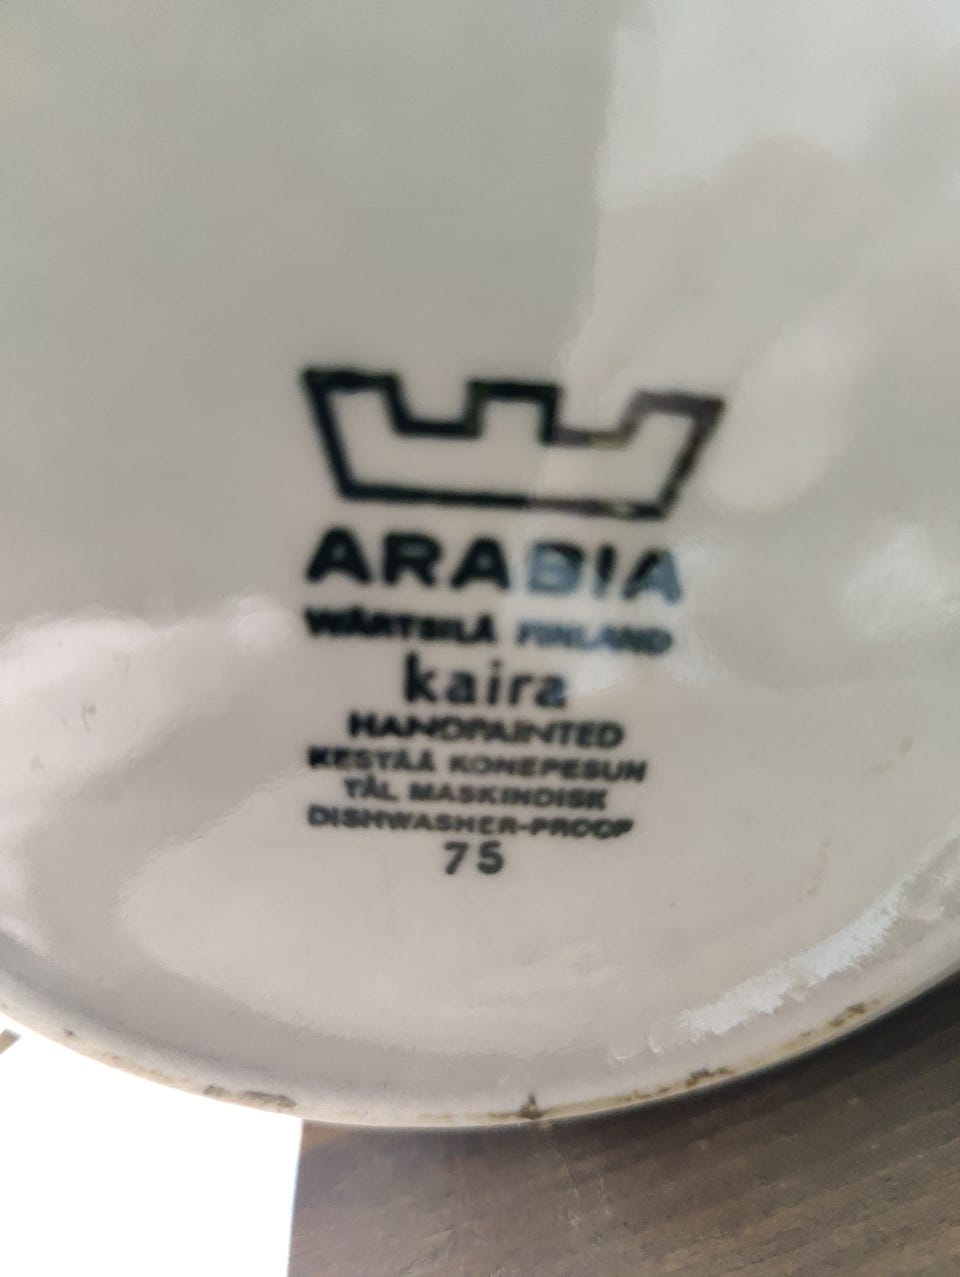 ARABIA
WÄRTSILÄ FINLAND
kaira
HANDPAINTED
KESTÄÄ KONEPESUN
TÅL MASKINDISK
DISHWASHER-PROOF
75